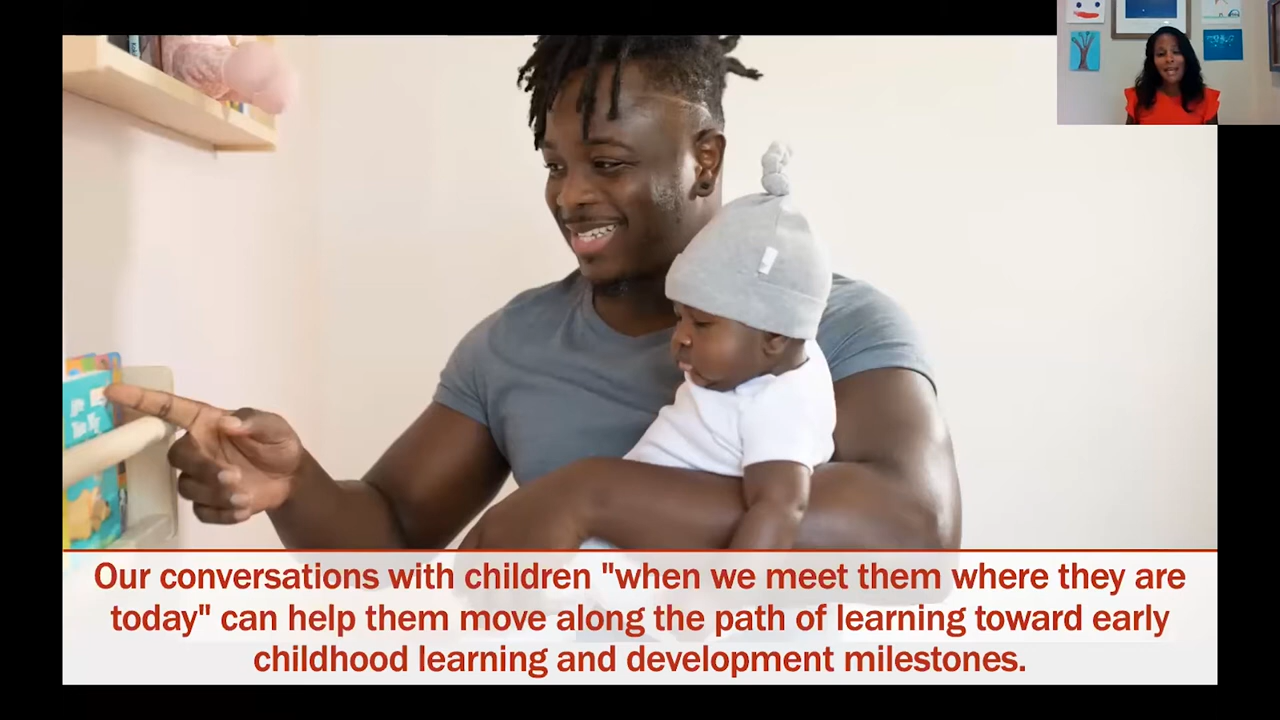 Our conversations with children "when we meet them where they are
today" can help them move along the path of learning toward early
childhood learning and development milestones.